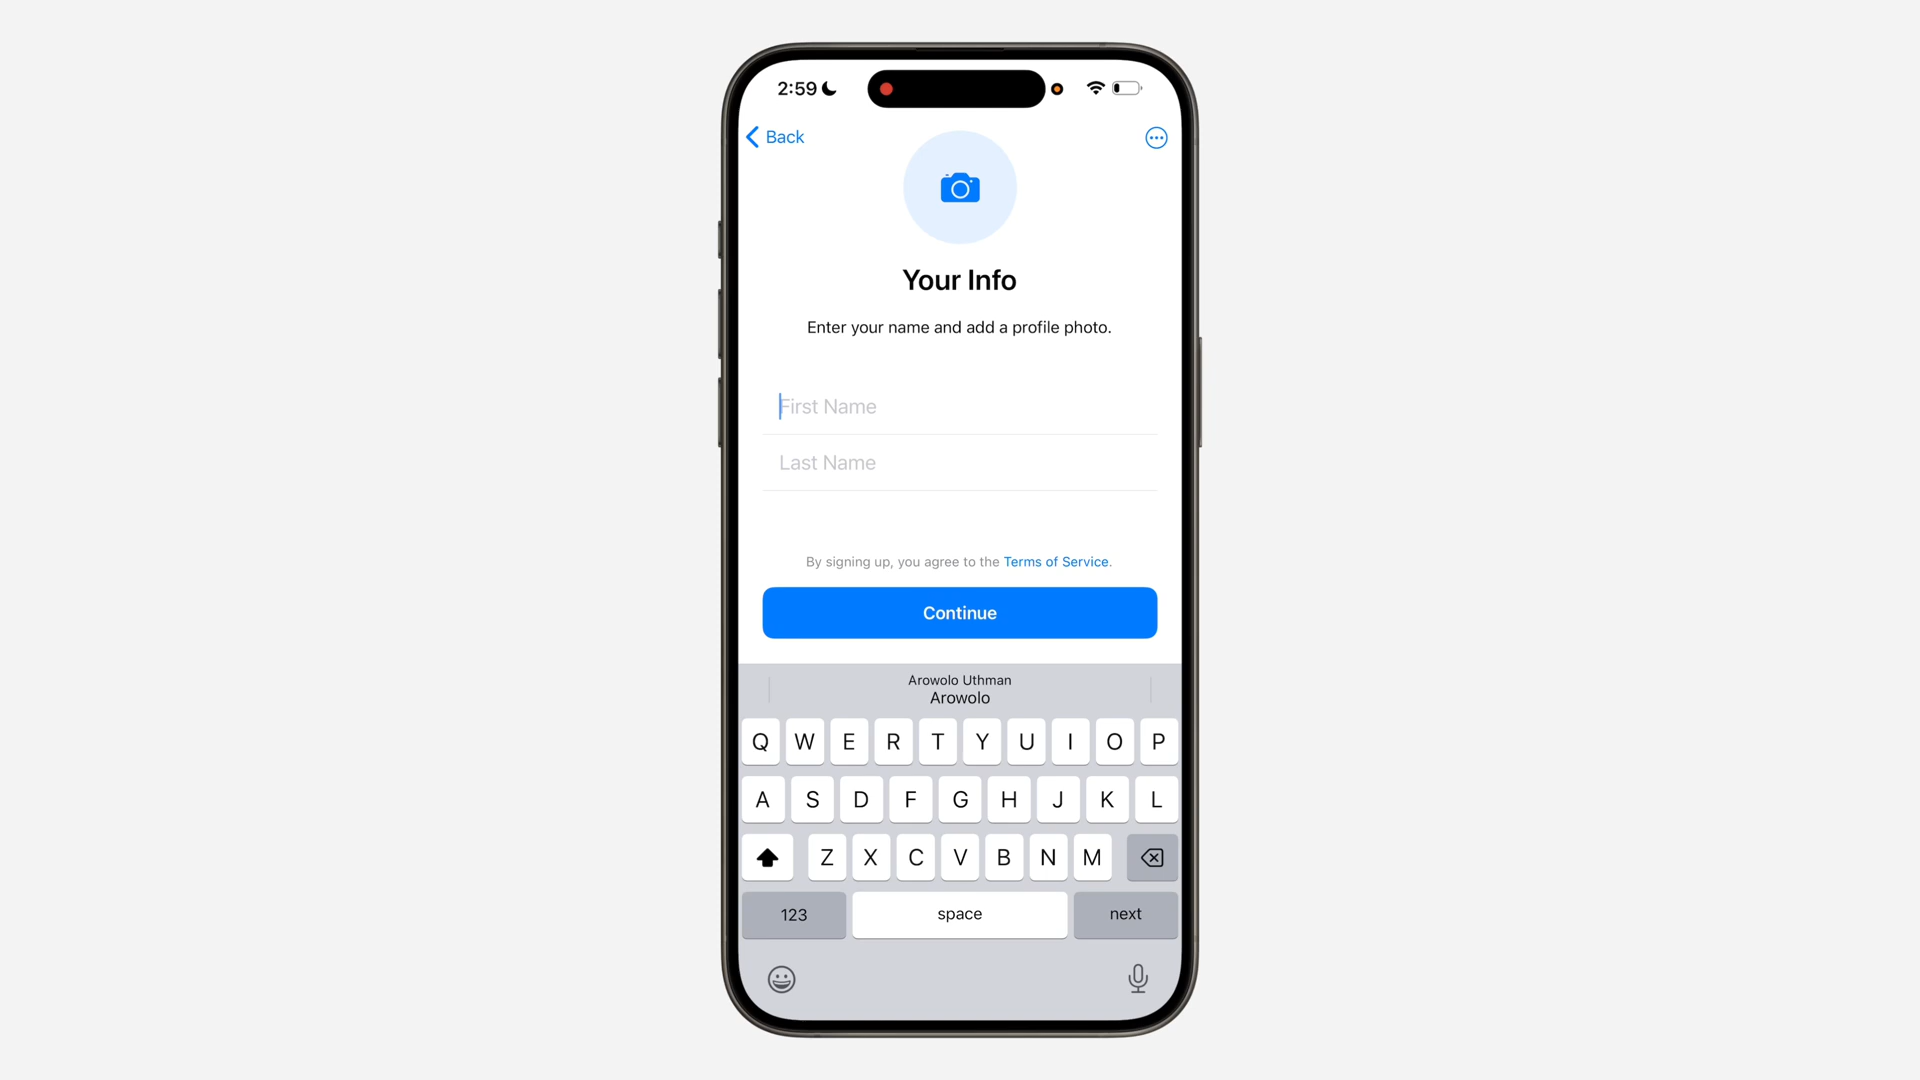 2:59
Back
Your Info
Enter your name and add a profile photo.
First Name
Last Name
By signing up, you agree to the Terms of Service.
Continue
Arowolo Uthman
Arowolo
Q W E R T Y U I O P
A S D F G H J K L
Z X C V B N M
123 space next